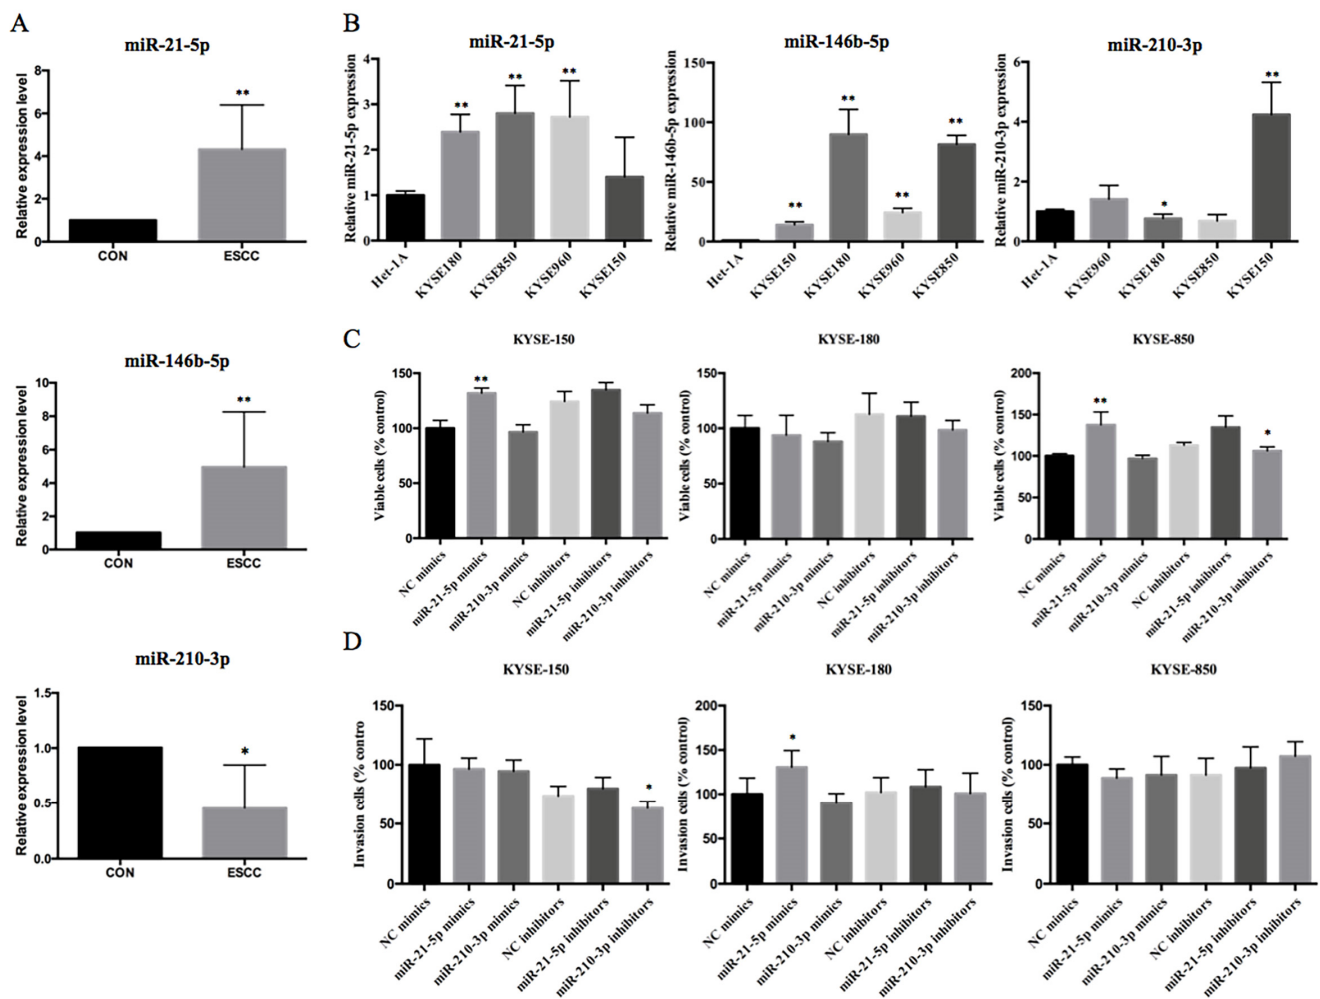 A
miR-21-5p
Relative expression level
8
6
4
2
0
**
CON
ESCC
miR-146b-5p
Relative expression level
10
8
6
4
2
0
**
CON
ESCC
miR-210-3p
Relative expression level
1.5
1.0
0.5
0.0
*
CON
ESCC
B
miR-21-5p
Relative miR-21-5p expression
4
3
2
1
0
**
**
**
Het-1A
KYSE180
KYSE850
KYSE960
KYSE150
miR-146b-5p
Relative miR-146b-5p expression
150
100
50
0
**
**
**
**
Het-1A
KYSE150
KYSE180
KYSE960
KYSE850
miR-210-3p
Relative miR-210-3p expression
6
4
2
0
*
**
Het-1A
KYSE960
KYSE180
KYSE850
KYSE150
C
KYSE-150
Viable cells (% control)
150
100
50
0
**
NC mimics
miR-21-5p mimics
miR-210-3p mimics
NC inhibitors
miR-21-5p inhibitors
miR-210-3p inhibitors
KYSE-180
Viable cells (% control)
150
100
50
0
NC mimics
miR-21-5p mimics
miR-210-3p mimics
NC inhibitors
miR-21-5p inhibitors
miR-210-3p inhibitors
KYSE-850
Viable cells (% control)
200
150
100
50
0
**
*
NC mimics
miR-21-5p mimics
miR-210-3p mimics
NC inhibitors
miR-21-5p inhibitors
miR-210-3p inhibitors
D
KYSE-150
Invasion cells (% contro
150
100
50
0
*
NC mimics
miR-21-5p mimics
miR-210-3p mimics
NC inhibitors
miR-21-5p inhibitors
miR-210-3p inhibitors
KYSE-180
Invasion cells (% control)
200
150
100
50
0
*
NC mimics
miR-21-5p mimics
miR-210-3p mimics
NC inhibitors
miR-21-5p inhibitors
miR-210-3p inhibitors
KYSE-850
Invasion cells (% control)
150
100
50
0
NC mimics
miR-21-5p mimics
miR-210-3p mimics
NC inhibitors
miR-21-5p inhibitors
miR-210-3p inhibitors